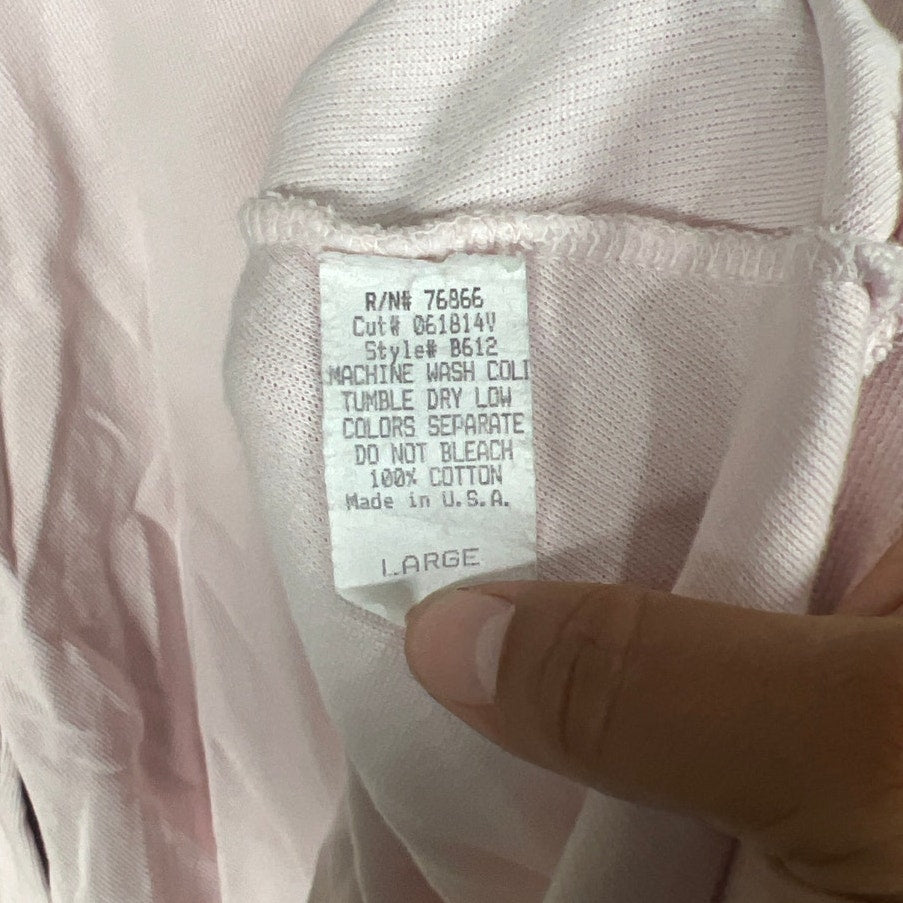 R/N# 76866
Cut# 061814V
Style# B612
MACHINE WASH COLD
TUMBLE DRY LOW
COLORS SEPARATE
DO NOT BLEACH
100% COTTON
Made in U.S.A.
LARGE